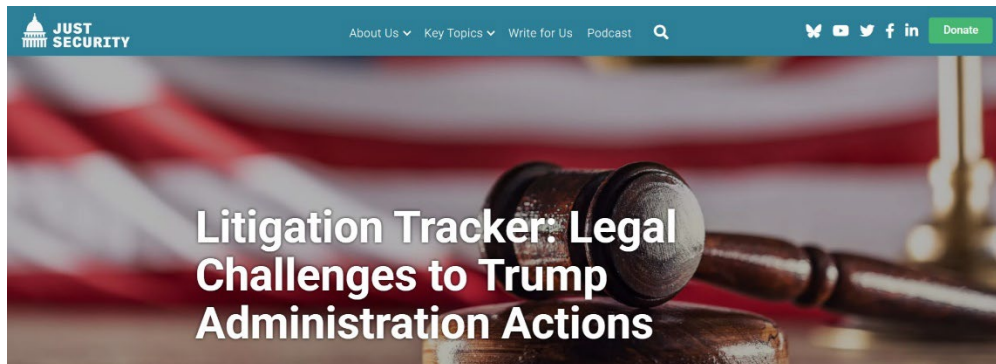 JUST
SECURITY
About Us Key Topics Write for Us Podcast
Donate
Litigation Tracker: Legal
Challenges to Trump
Administration Actions